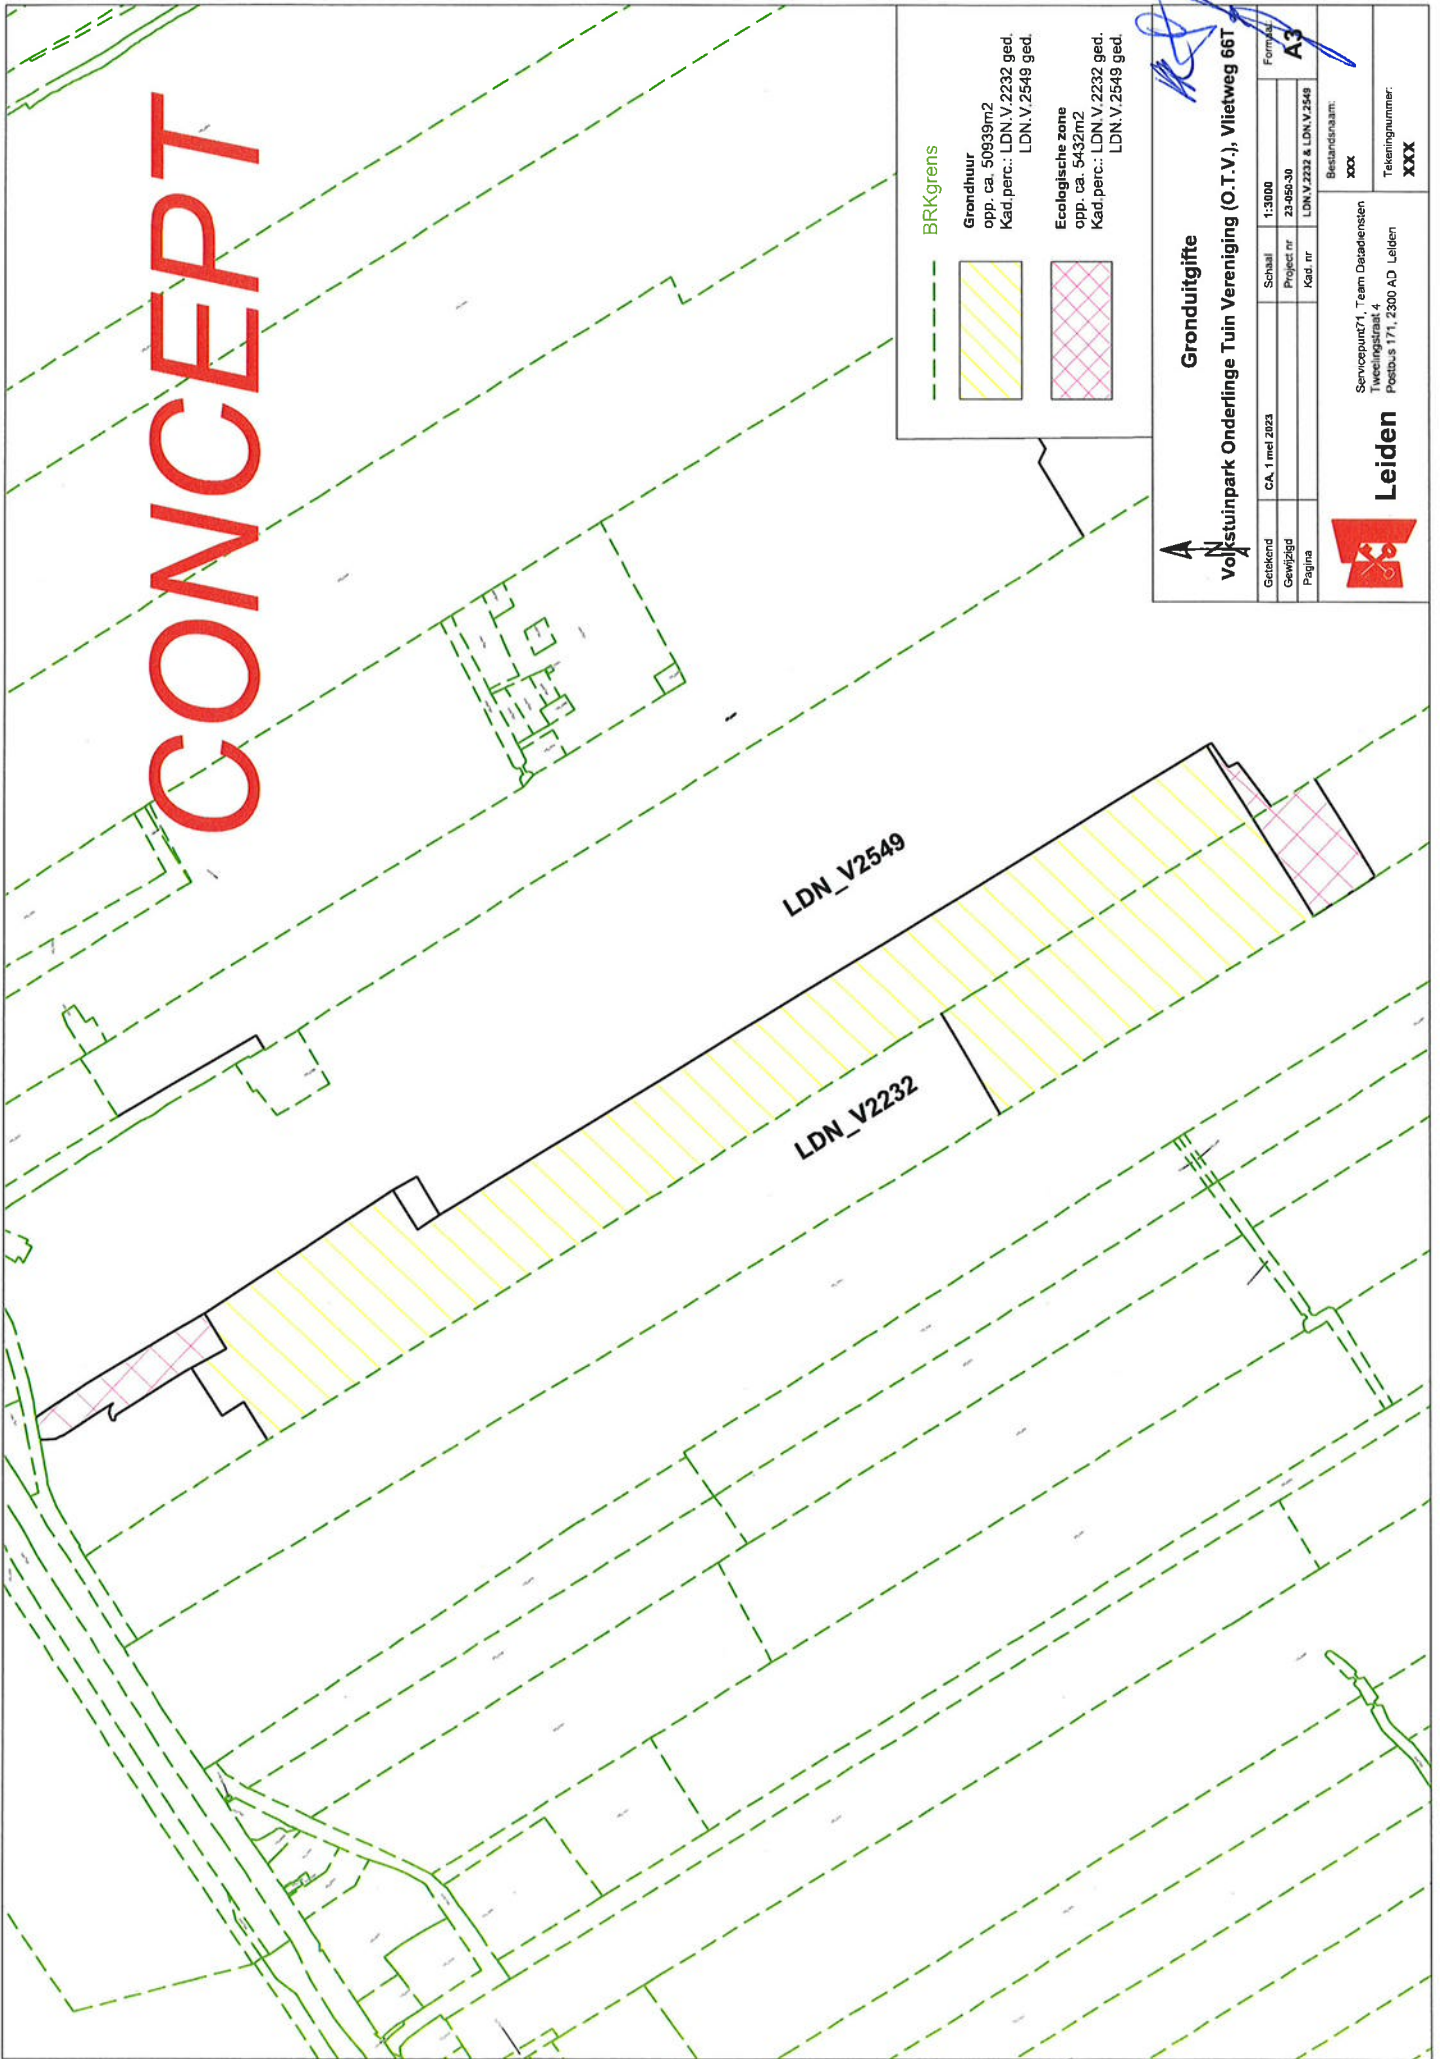 CONCEPT
LDN_V2549
LDN_V2232
BRKgrens
Grondhuur
opp. ca. 50939m2
Kad.perc.: LDN.V.2232 ged.
LDN.V.2549 ged.
Ecologische zone
opp. ca. 5432m2
Kad.perc.: LDN.V.2232 ged.
LDN.V.2549 ged.
Gronduitgifte
Volkstuinpark Onderlinge Tuin Vereniging (O.T.V.), Vlietweg 66T
Getekend CA, 1 mei 2023 Schaal 1:3000 Formaat:
A3
Gewijzigd Project nr 23-050-30
Pagina Kad. nr LDN.V.2232 & LDN.V.2549
Leiden
Servicepunt71, Team Datadiensten
Tweelingstraat 4
Postbus 171, 2300 AD Leiden
Bestandsnaam:
xxx
Tekeningnummer:
XXX